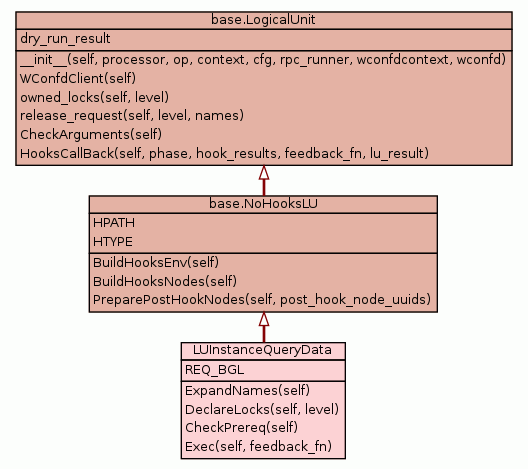 base.LogicalUnit
dry_run_result
__init__(self, processor, op, context, cfg, rpc_runner, wconfdcontext, wconfd)
WConfdClient(self)
owned_locks(self, level)
release_request(self, level, names)
CheckArguments(self)
HooksCallBack(self, phase, hook_results, feedback_fn, lu_result)
base.NoHooksLU
HPATH
HTYPE
BuildHooksEnv(self)
BuildHooksNodes(self)
PreparePostHookNodes(self, post_hook_node_uuids)
LUInstanceQueryData
REQ_BGL
ExpandNames(self)
DeclareLocks(self, level)
CheckPrereq(self)
Exec(self, feedback_fn)